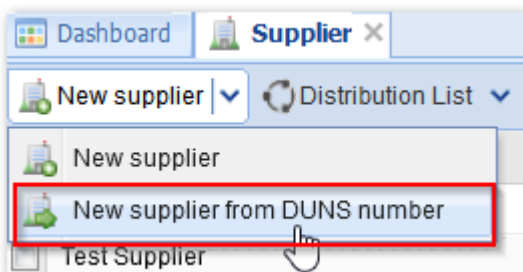 Dashboard Supplier
New supplier Distribution List
New supplier
New supplier from DUNS number
Test Supplier